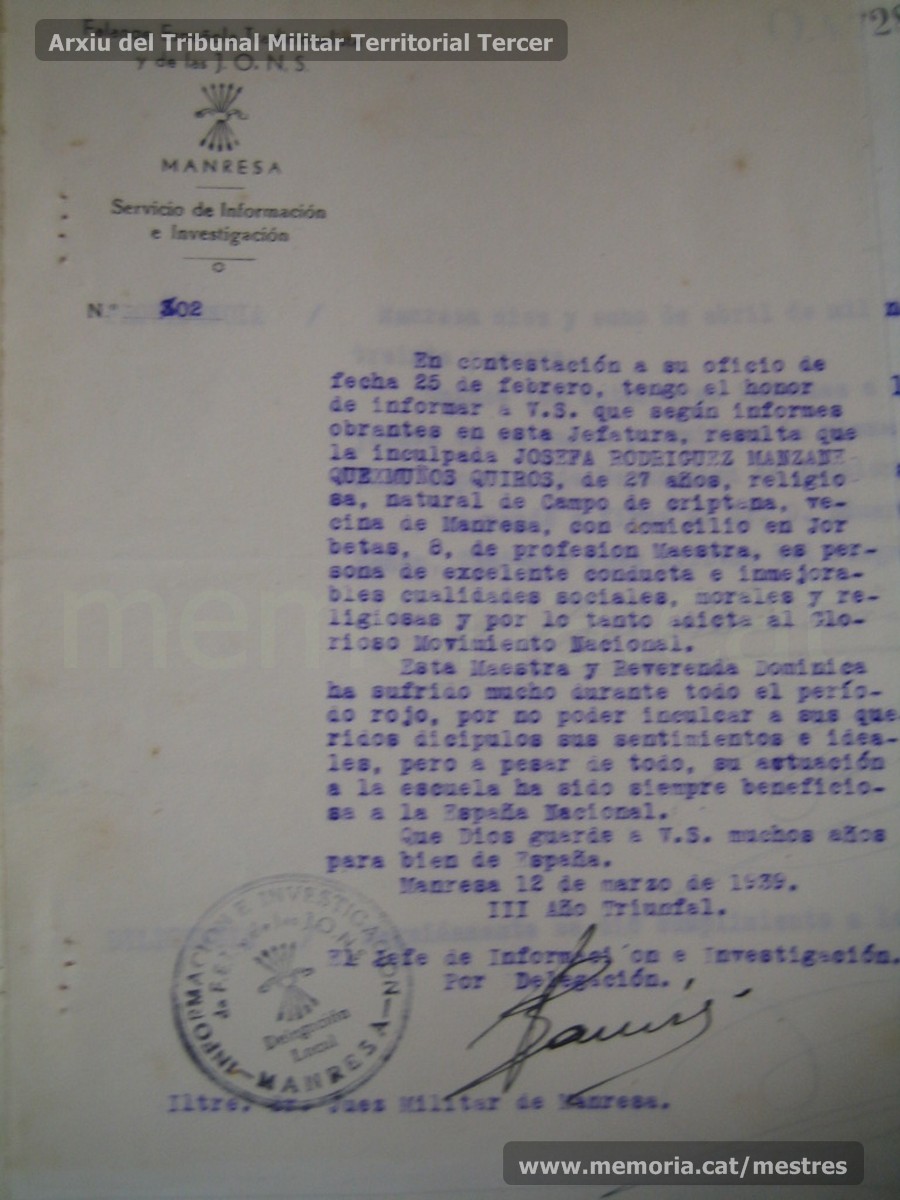 Arxiu del Tribunal Militar Territorial Tercer
Falange Española Tradicionalista
y de las J. O. N. S.
MANRESA
Servicio de Información
e Investigación
N.º 302
En contestación a su oficio de
fecha 25 de febrero, tengo el honor
de informar a V.S. que según informes
obrantes en esta Jefatura, resulta que
la inculpada JOSEFA RODRIGUEZ MANZANE-
QUEZMUÑOS QUIROS, de 27 años, religio-
sa, natural de Campo de criptana, ve-
cina de Manresa, con domicilio en Jor
betas, 8, de profesion Maestra, es per-
sona de excelente conducta e inmejora-
bles cualidades sociales, morales y re-
ligiosas y por lo tanto adicta al Glo-
rioso Movimiento Nacional.
Esta Maestra y Reverenda Dominica
ha sufrido mucho durante todo el perío-
do rojo, por no poder inculcar a sus que
ridos dicipulos sus sentimientos e idea-
les, pero a pesar de todo, su actuación
a la escuela ha sido siempre beneficio-
sa a la España Nacional.
Que Dios guarde a V.S. muchos años
para bien de España.
Manresa 12 de marzo de 1939.
III Año Triunfal.
El Jefe de Información e Investigación.
Por Delegación.
INFORMACION E INVESTIGACION
de F.E.T. y de las J.O.N.S.
Delegación
Local
MANRESA
Iltre. Sr. Juez Militar de Manresa.
www.memoria.cat/mestres